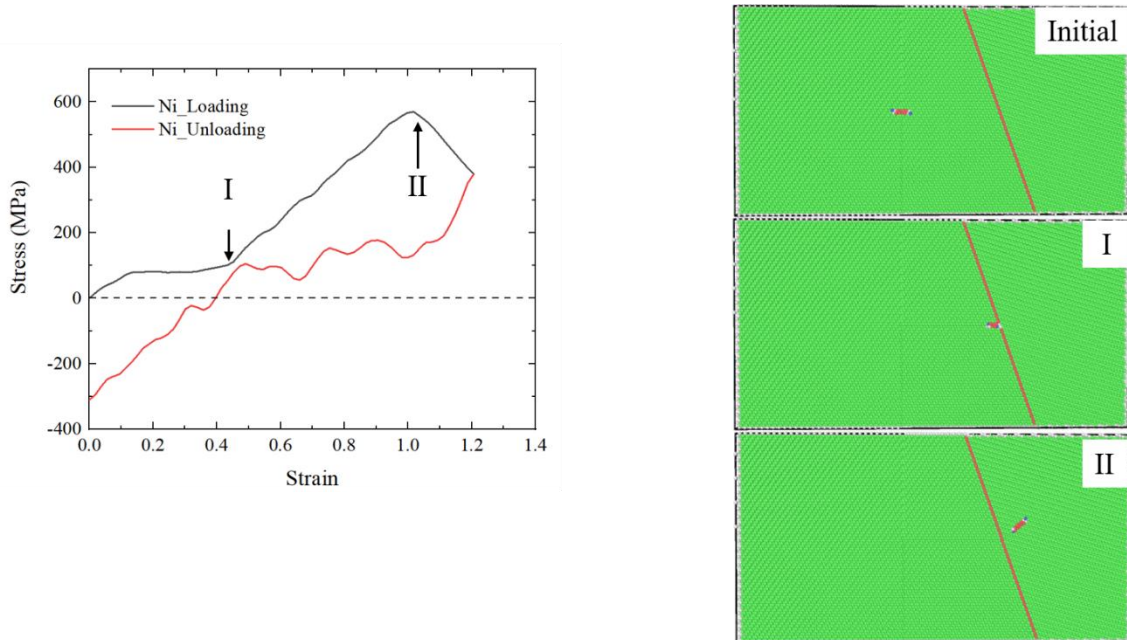 Ni_Loading
Ni_Unloading
I
II
600
400
200
0
-200
-400
0.0 0.2 0.4 0.6 0.8 1.0 1.2 1.4
Stress (MPa)
Strain
Initial
I
II